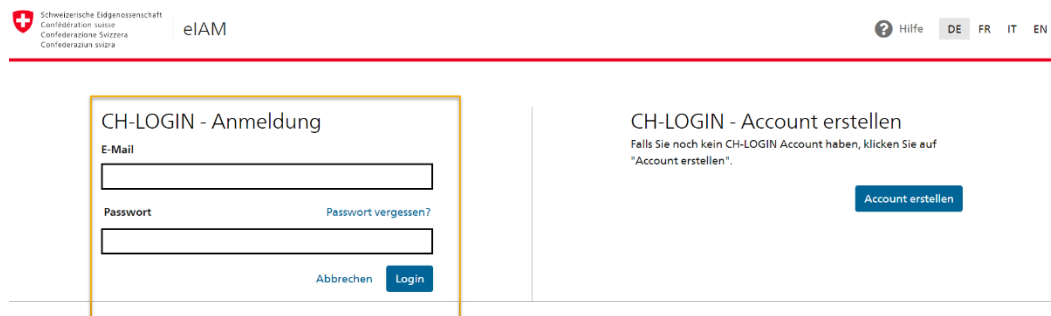 Schweizerische Eidgenossenschaft
Confédération suisse
Confederazione Svizzera
Confederaziun svizra
eIAM
Hilfe DE FR IT EN
CH-LOGIN - Anmeldung
E-Mail
Passwort Passwort vergessen?
Abbrechen Login
CH-LOGIN - Account erstellen
Falls Sie noch kein CH-LOGIN Account haben, klicken Sie auf
"Account erstellen".
Account erstellen